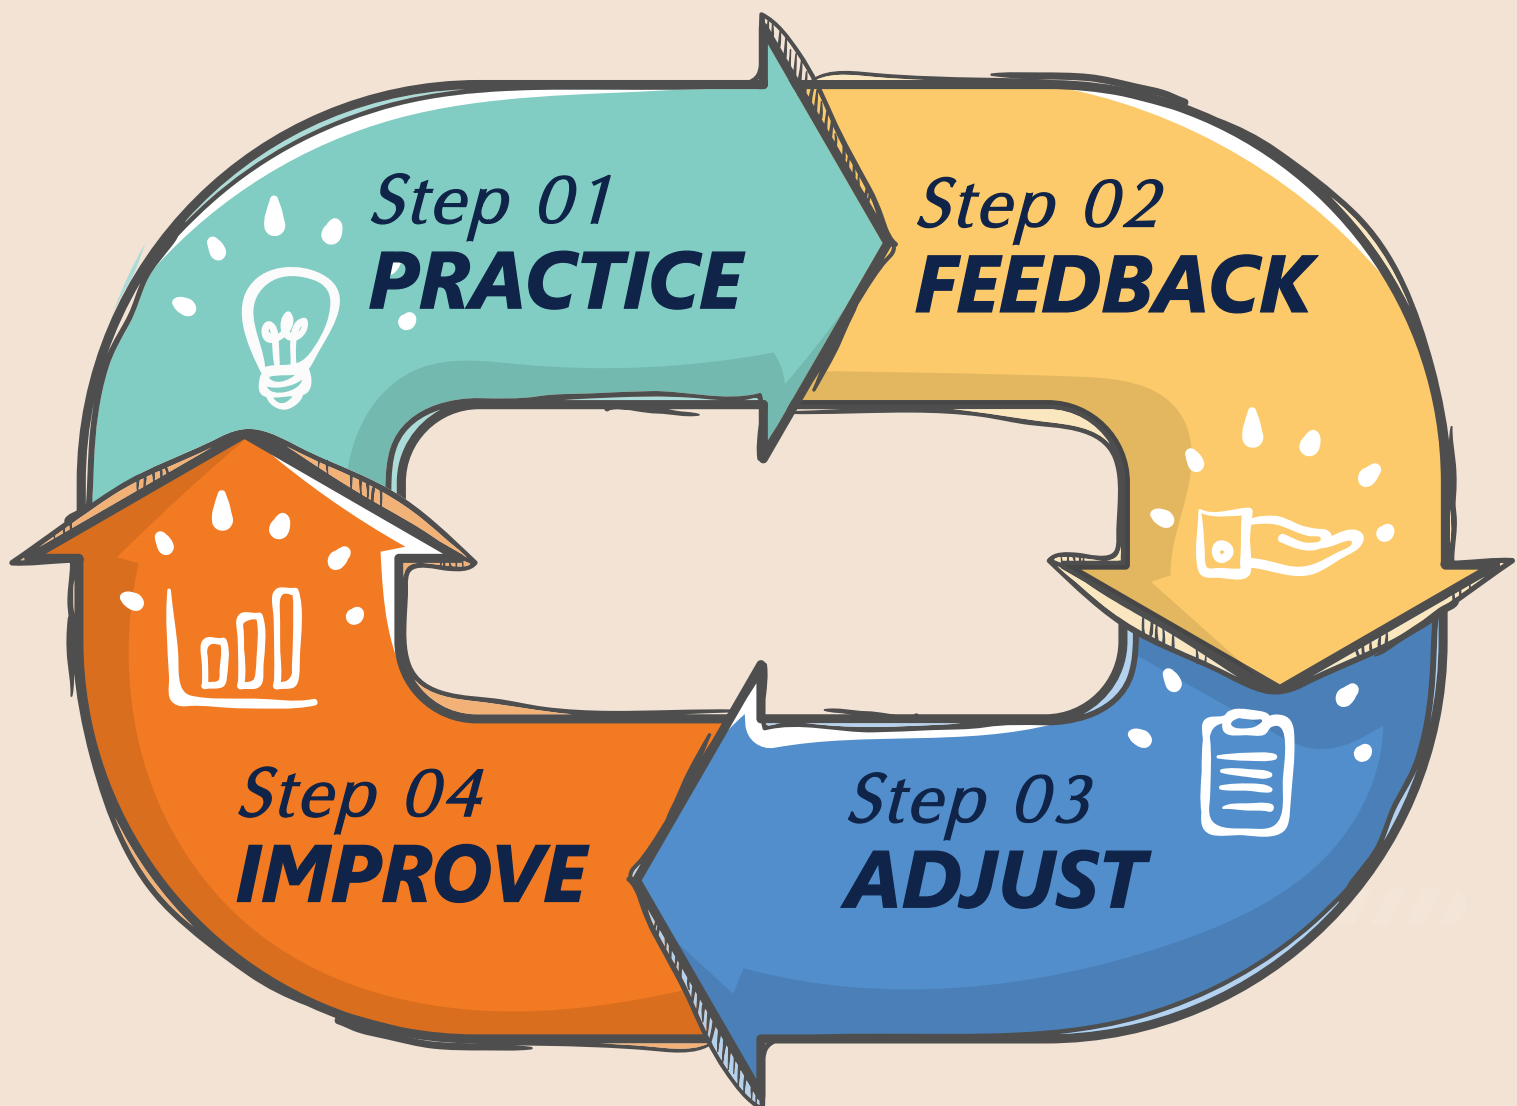 Step 01
PRACTICE
Step 02
FEEDBACK
Step 03
ADJUST
Step 04
IMPROVE